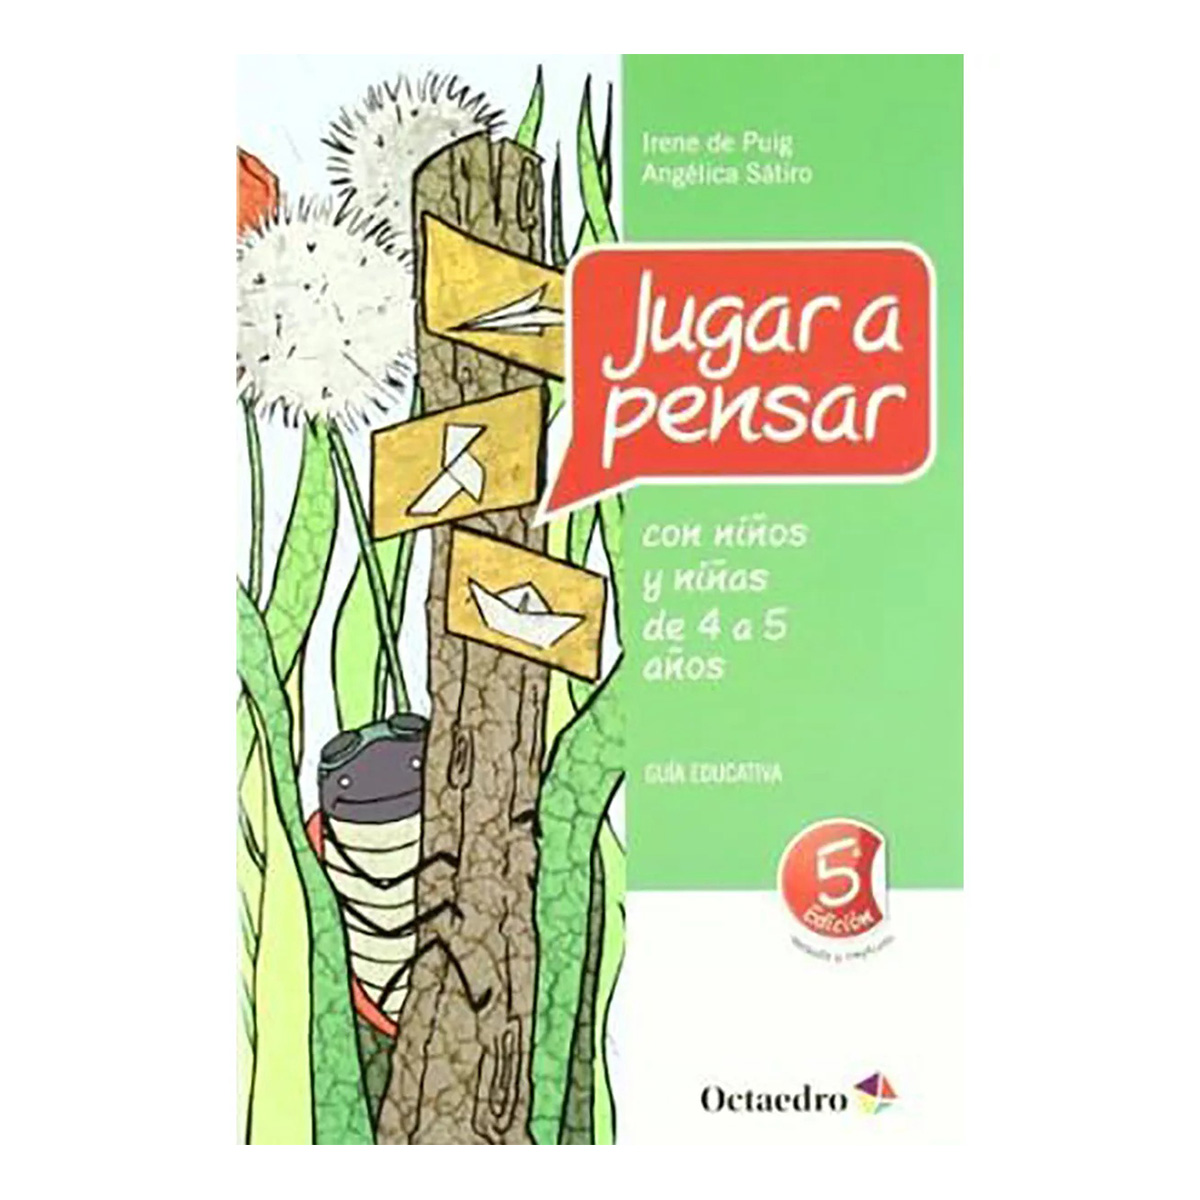 Irene de Puig
Angélica Sátiro
Jugar a
pensar
con niños
y niñas
de 4 a 5
años
GUÍA EDUCATIVA
5ª
Edición
Octaedro